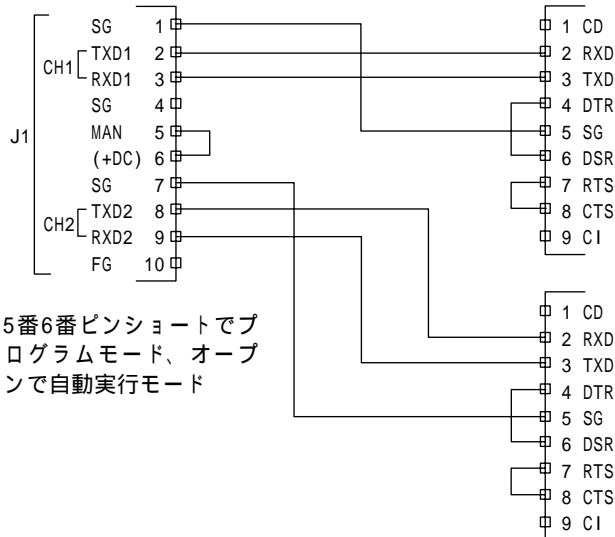 SG 1
TXD1 2
CH1
RXD1 3
SG 4
J1
MAN 5
(+DC) 6
SG 7
TXD2 8
CH2
RXD2 9
FG 10
1 CD
2 RXD
3 TXD
4 DTR
5 SG
6 DSR
7 RTS
8 CTS
9 CI
5番6番ピンショートでプ
ログラムモード、オープ
ンで自動実行モード
1 CD
2 RXD
3 TXD
4 DTR
5 SG
6 DSR
7 RTS
8 CTS
9 CI